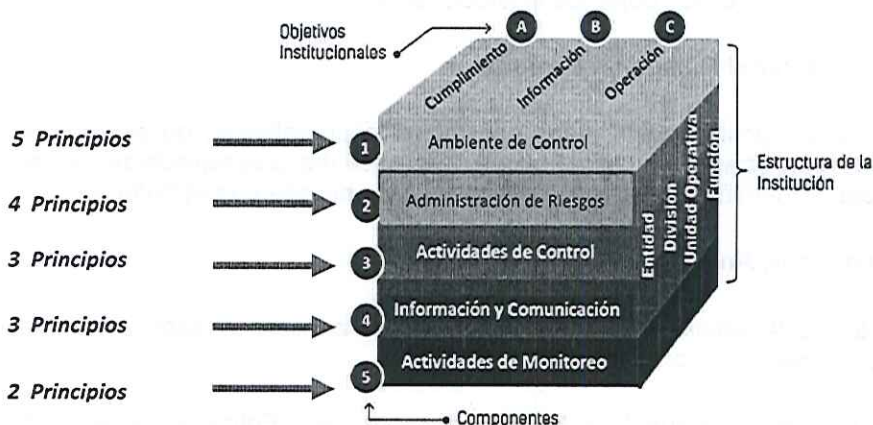 Objetivos
Institucionales
A
B
C
Cumplimiento
Información
Operación
5 Principios
1
Ambiente de Control
4 Principios
2
Administración de Riesgos
3 Principios
3
Actividades de Control
3 Principios
4
Información y Comunicación
2 Principios
5
Actividades de Monitoreo
Entidad
División
Unidad Operativa
Función
Estructura de la
Institución
Componentes